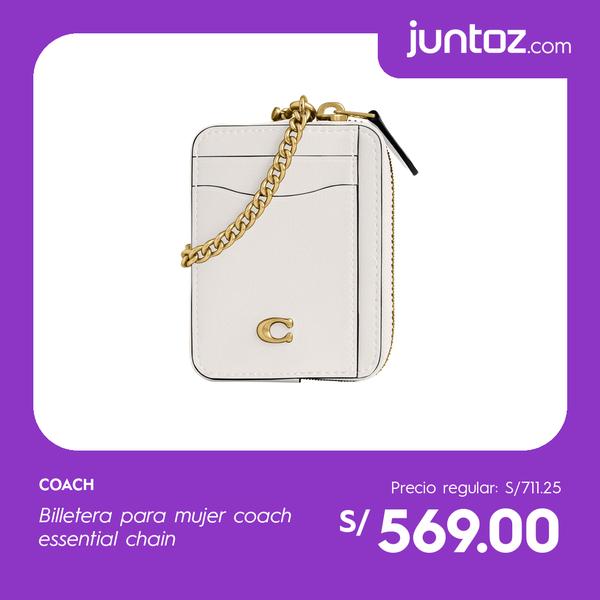 juntoz.com
C
COACH
Billetera para mujer coach
essential chain
Precio regular: S/711.25
S/ 569.00